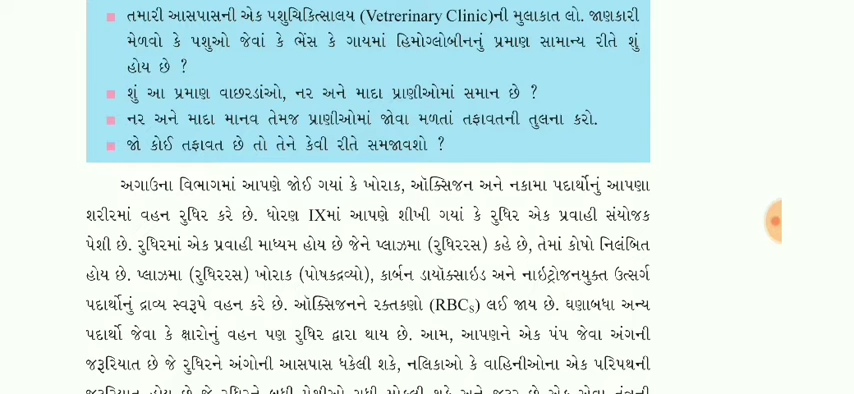 તમારી આસપાસની એક પશુચિકિત્સાલય (Vetrerinary Clinic)ની મુલાકાત લો. જાણકારી
મેળવો કે પશુઓ જેવાં કે ભેંસ કે ગાયમાં હિમોગ્લોબીનનું પ્રમાણ સામાન્ય રીતે શું
હોય છે ?
શું આ પ્રમાણ વાછરડાંઓ, નર અને માદા પ્રાણીઓમાં સમાન છે ?
નર અને માદા માનવ તેમજ પ્રાણીઓમાં જોવા મળતાં તફાવતની તુલના કરો.
જો કોઈ તફાવત છે તો તેને કેવી રીતે સમજાવશો ?
અગાઉના વિભાગમાં આપણે જોઈ ગયાં કે ખોરાક, ઑક્સિજન અને નકામા પદાર્થોનું આપણા
શરીરમાં વહન રુધિર કરે છે. ધોરણ IXમાં આપણે શીખી ગયાં કે રુધિર એક પ્રવાહી સંયોજક
પેશી છે. રુધિરમાં એક પ્રવાહી માધ્યમ હોય છે જેને પ્લાઝમા (રુધિરરસ) કહે છે, તેમાં કોષો નિલંબિત
હોય છે. પ્લાઝમા (રુધિરરસ) ખોરાક (પોષકદ્રવ્યો), કાર્બન ડાયૉક્સાઇડ અને નાઇટ્રોજનયુક્ત ઉત્સર્ગ
પદાર્થોનું દ્રાવ્ય સ્વરૂપે વહન કરે છે. ઑક્સિજનને રક્તકણો (RBCs) લઈ જાય છે. ઘણાબધા અન્ય
પદાર્થો જેવા કે ક્ષારોનું વહન પણ રુધિર દ્વારા થાય છે. આમ, આપણને એક પંપ જેવા અંગની
જરૂરિયાત છે જે રુધિરને અંગોની આસપાસ ધકેલી શકે, નલિકાઓ કે વાહિનીઓના એક પરિપથની